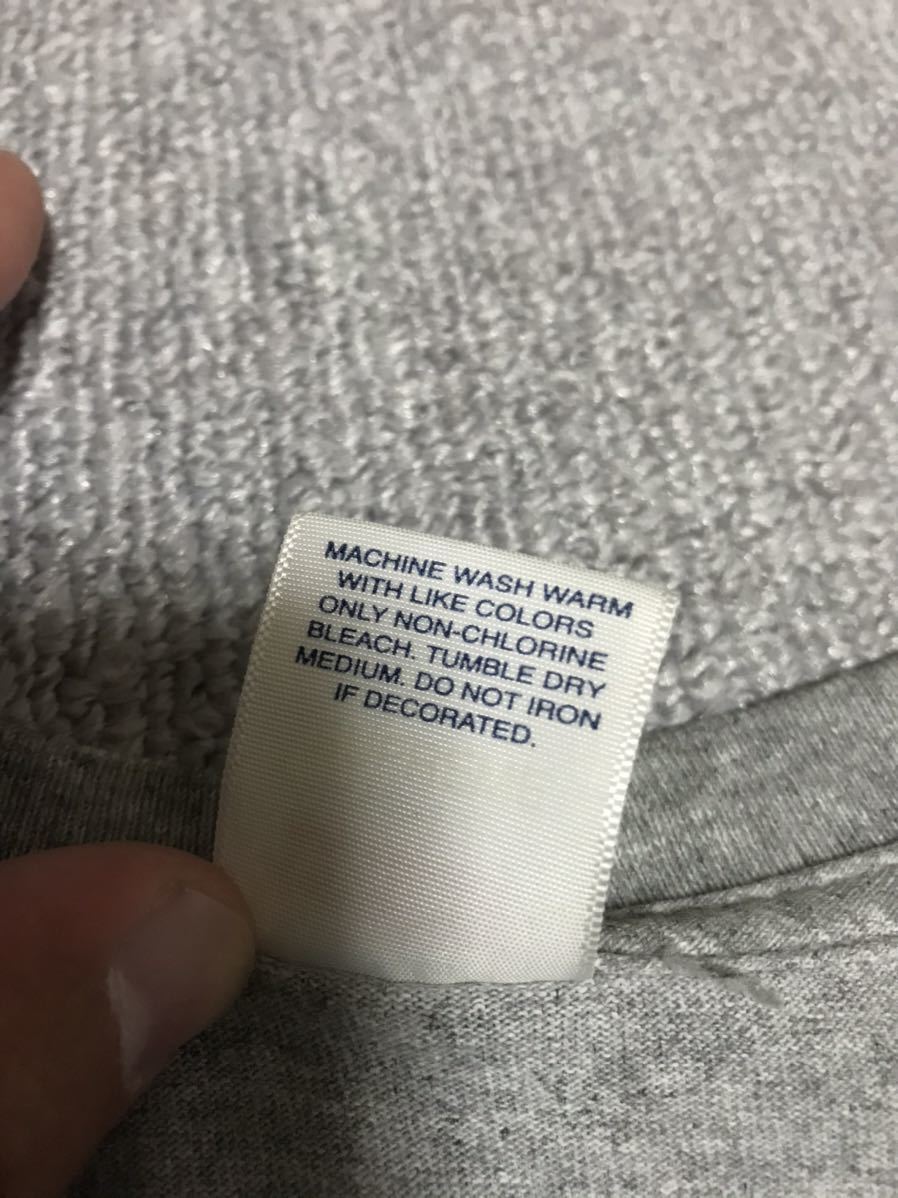 MACHINE WASH WARM
WITH LIKE COLORS
ONLY NON-CHLORINE
BLEACH. TUMBLE DRY
MEDIUM. DO NOT IRON
IF DECORATED.